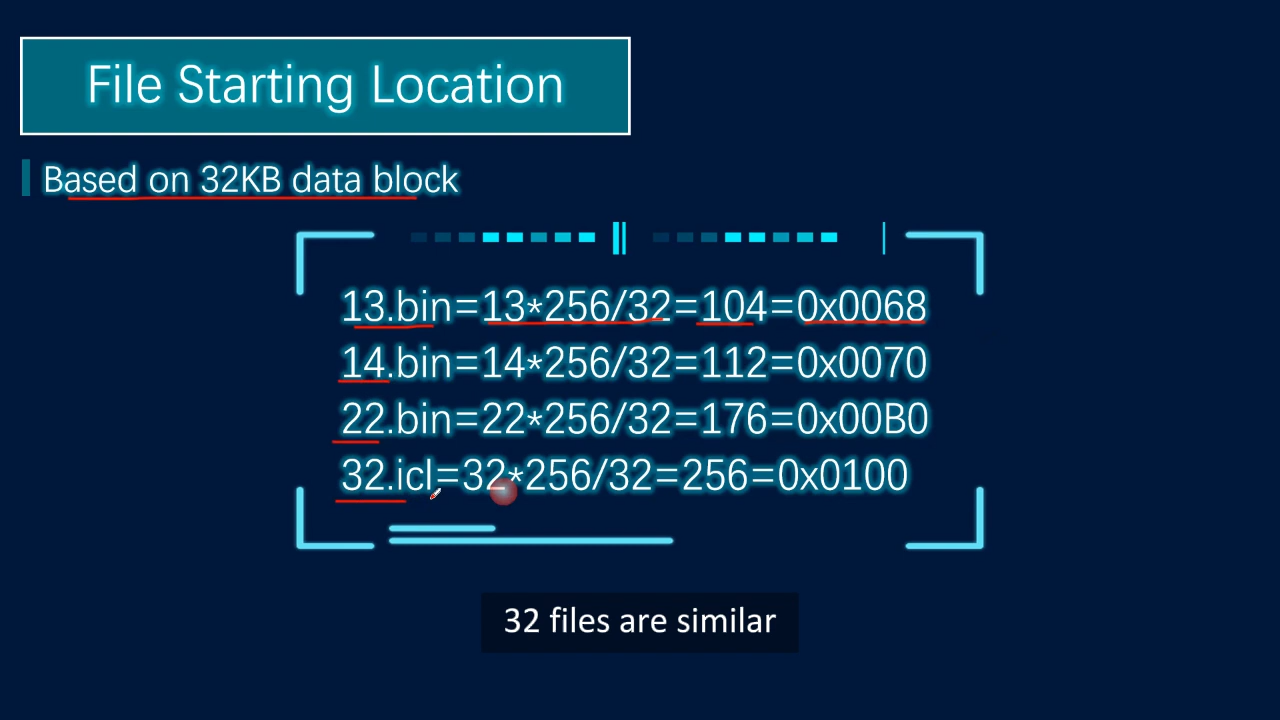 File Starting Location
Based on 32KB data block
13.bin=13*256/32=104=0x0068
14.bin=14*256/32=112=0x0070
22.bin=22*256/32=176=0x00B0
32.icl=32*256/32=256=0x0100
32 files are similar